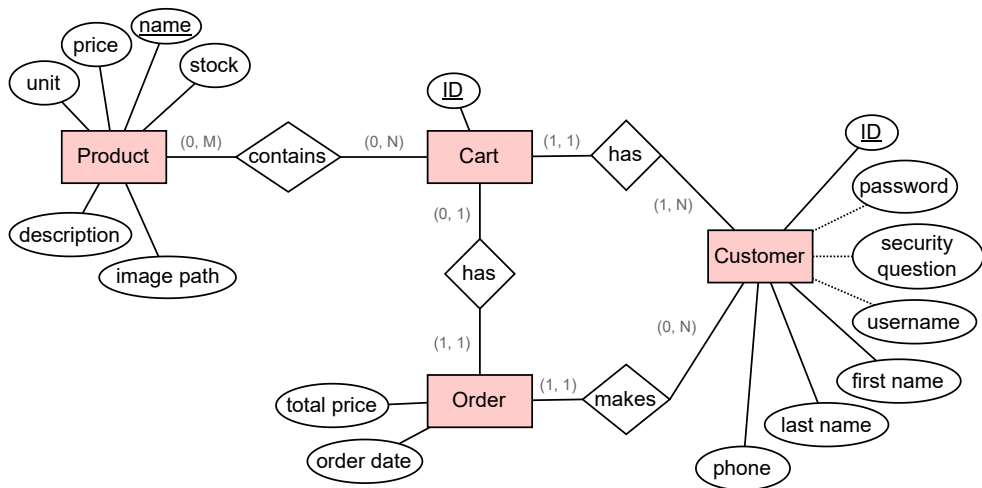 name
price
stock
unit
ID
ID
(0, M)
(0, N)
(1, 1)
Product
contains
Cart
has
password
(0, 1)
(1, N)
description
security
question
Customer
image path
has
username
(0, N)
(1, 1)
first name
(1, 1)
total price
Order
makes
last name
order date
phone